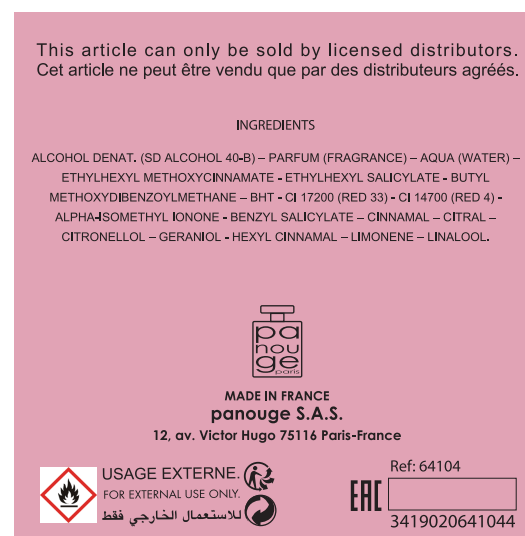 This article can only be sold by licensed distributors.
Cet article ne peut être vendu que par des distributeurs agréés.
INGREDIENTS
ALCOHOL DENAT. (SD ALCOHOL 40-B) – PARFUM (FRAGRANCE) – AQUA (WATER) –
ETHYLHEXYL METHOXYCINNAMATE - ETHYLHEXYL SALICYLATE - BUTYL
METHOXYDIBENZOYLMETHANE – BHT - CI 17200 (RED 33) - CI 14700 (RED 4) -
ALPHA-ISOMETHYL IONONE - BENZYL SALICYLATE – CINNAMAL – CITRAL –
CITRONELLOL – GERANIOL - HEXYL CINNAMAL – LIMONENE – LINALOOL.
pa
nou
ge
paris
MADE IN FRANCE
panouge S.A.S.
12, av. Victor Hugo 75116 Paris-France
USAGE EXTERNE.
FOR EXTERNAL USE ONLY.
للاستعمال الخارجي فقط
Ref: 64104
EAC
3419020641044